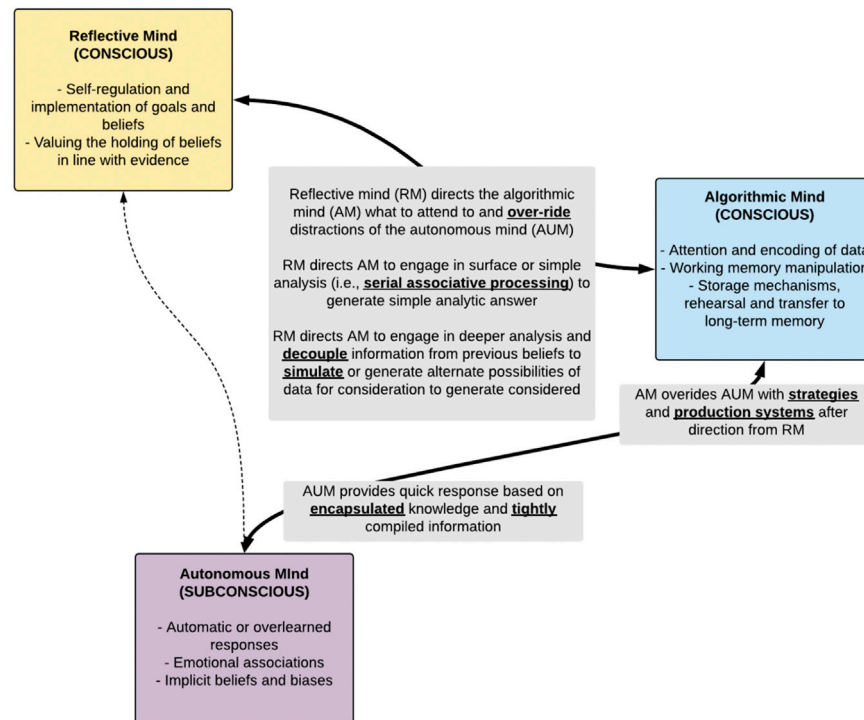 Reflective Mind
(CONSCIOUS)
- Self-regulation and
implementation of goals and
beliefs
- Valuing the holding of beliefs
in line with evidence
Reflective mind (RM) directs the algorithmic
mind (AM) what to attend to and over-ride
distractions of the autonomous mind (AUM)
RM directs AM to engage in surface or simple
analysis (i.e., serial associative processing) to
generate simple analytic answer
RM directs AM to engage in deeper analysis and
decouple information from previous beliefs to
simulate or generate alternate possibilities of
data for consideration to generate considered
Algorithmic Mind
(CONSCIOUS)
- Attention and encoding of data
- Working memory manipulation
- Storage mechanisms,
rehearsal and transfer to
long-term memory
AM overides AUM with strategies
and production systems after
direction from RM
AUM provides quick response based on
encapsulated knowledge and tightly
compiled information
Autonomous MInd
(SUBCONSCIOUS)
- Automatic or overlearned
responses
- Emotional associations
- Implicit beliefs and biases